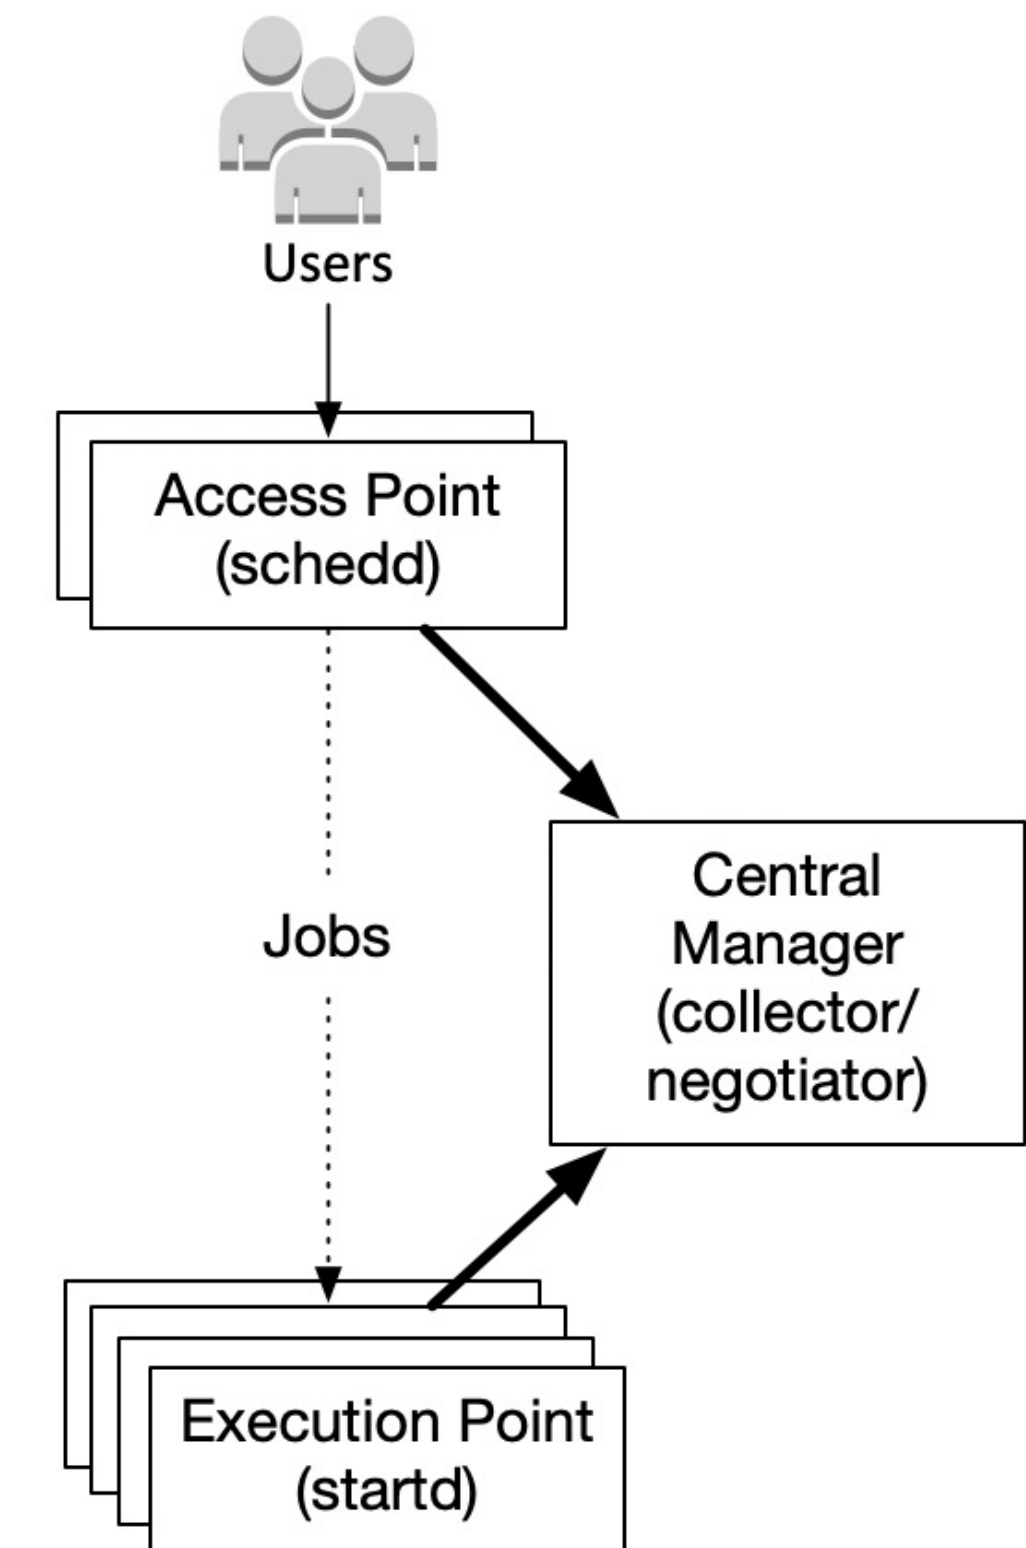 Users
Access Point
(schedd)
Jobs
Central
Manager
(collector/
negotiator)
Execution Point
(startd)